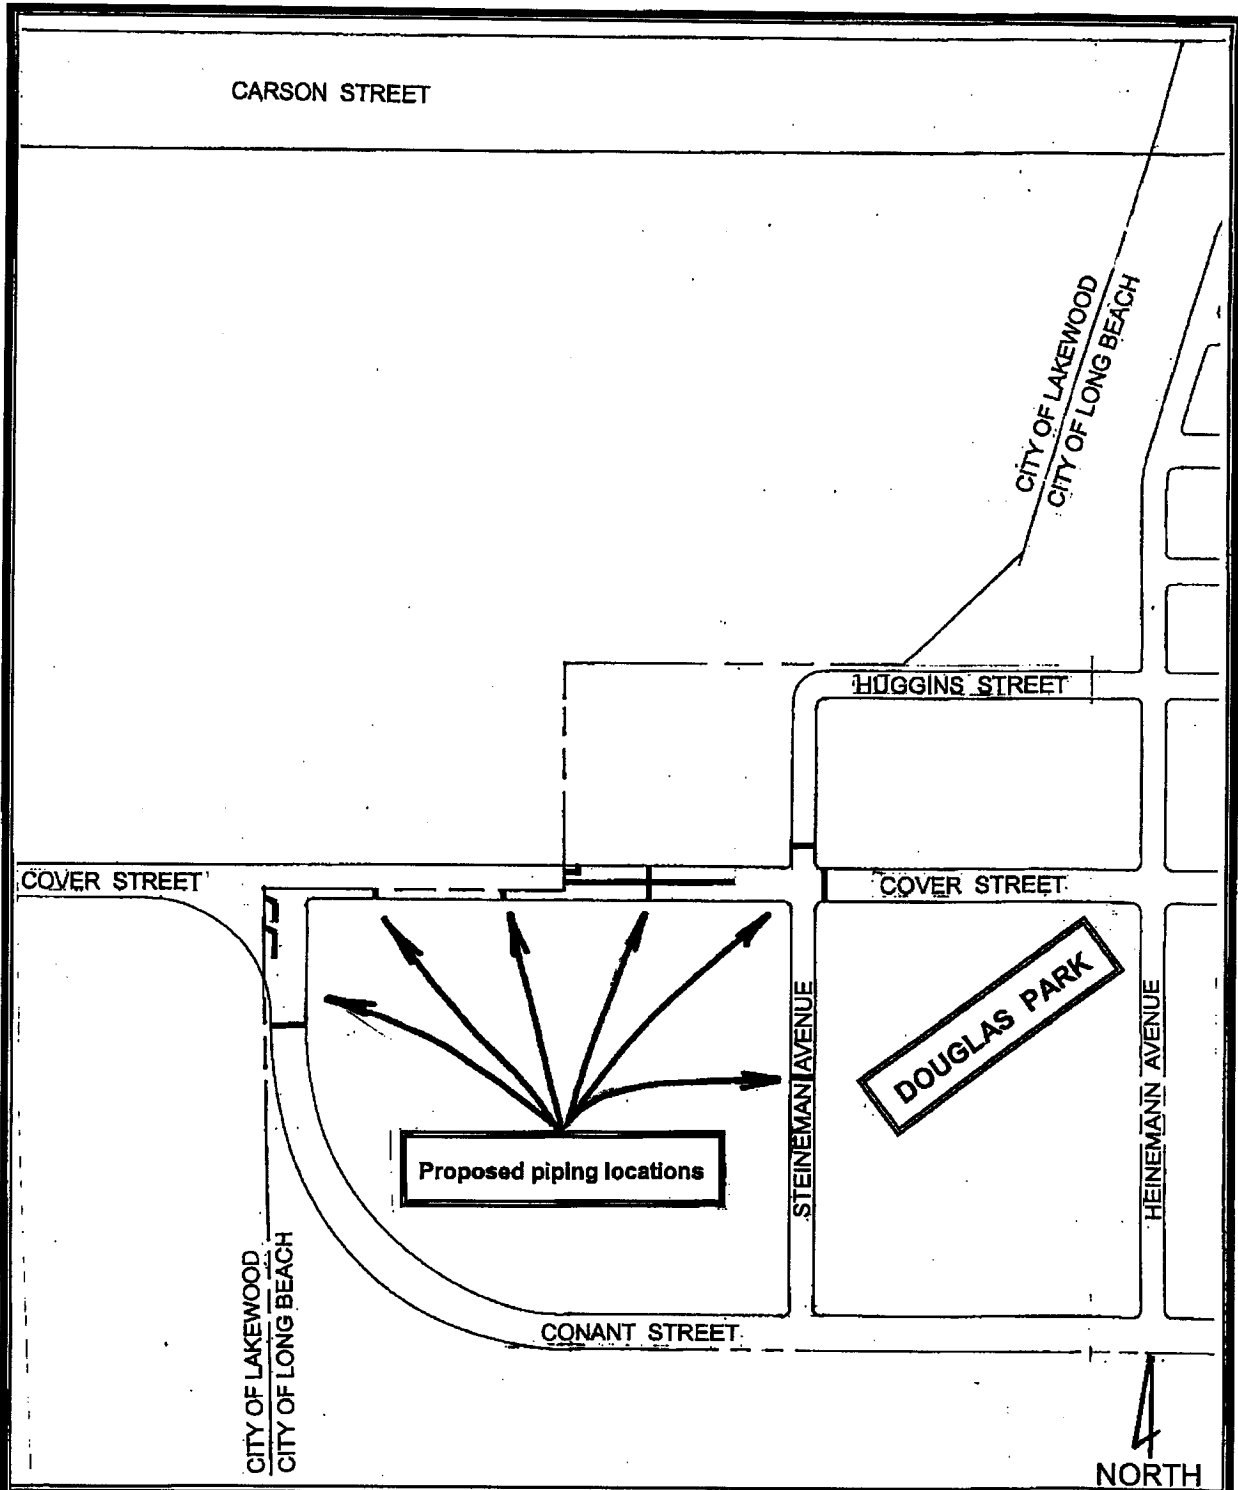 CARSON STREET
CITY OF LAKEWOOD
CITY OF LONG BEACH
HUGGINS STREET
COVER STREET
COVER STREET
DOUGLAS PARK
STEINEMAN AVENUE
HEINEMANN AVENUE
Proposed piping locations
CITY OF LAKEWOOD
CITY OF LONG BEACH
CONANT STREET
NORTH